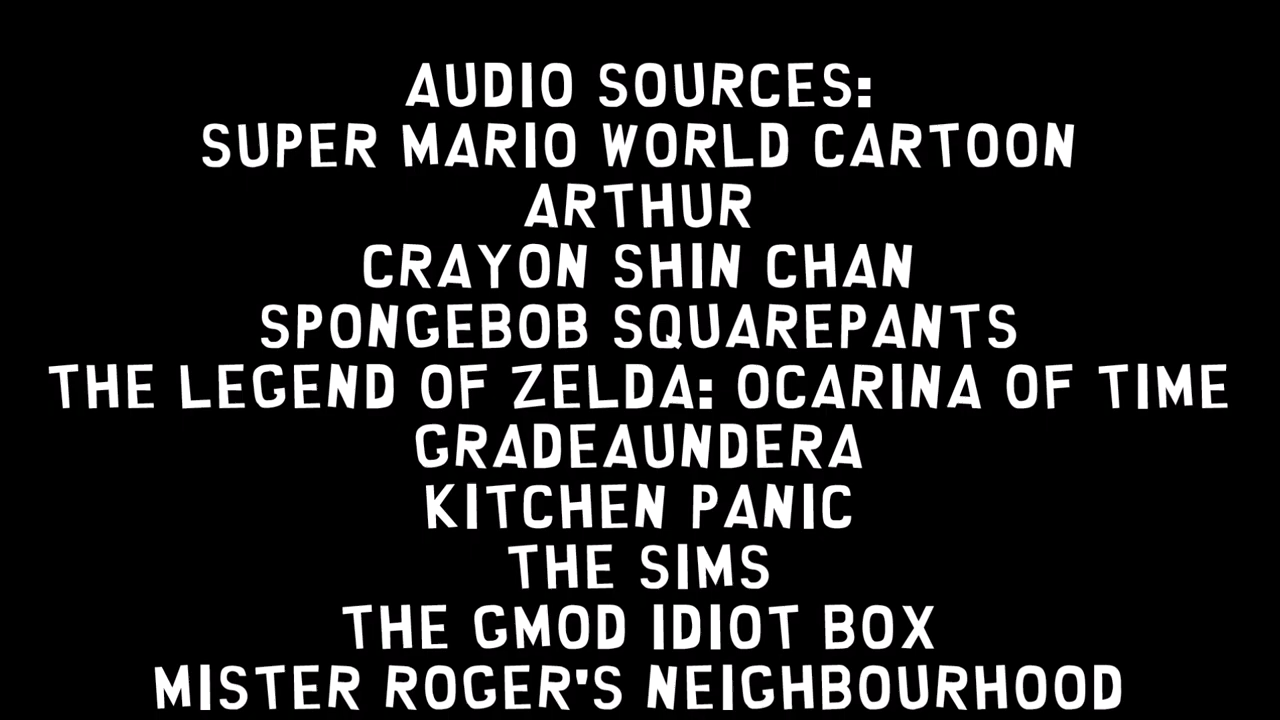 AUDIO SOURCES:
SUPER MARIO WORLD CARTOON
ARTHUR
CRAYON SHIN CHAN
SPONGEBOB SQUAREPANTS
THE LEGEND OF ZELDA: OCARINA OF TIME
GRADEAUNDERA
KITCHEN PANIC
THE SIMS
THE GMOD IDIOT BOX
MISTER ROGER'S NEIGHBOURHOOD